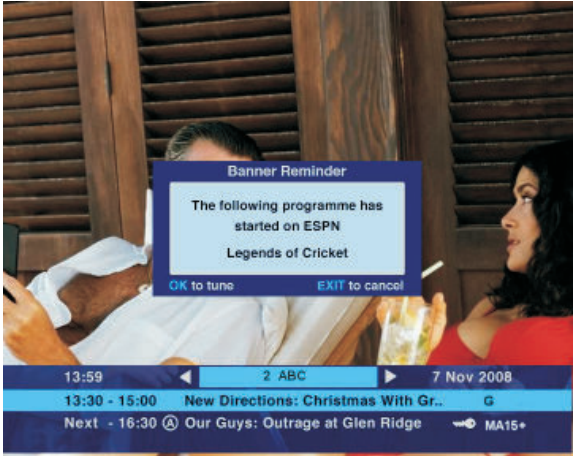 Banner Reminder
The following programme has
started on ESPN
Legends of Cricket
OK to tune EXIT to cancel
13:59 2 ABC 7 Nov 2008
13:30 - 15:00 New Directions: Christmas With Gr.. G
Next - 16:30 Ⓐ Our Guys: Outrage at Glen Ridge MA15+